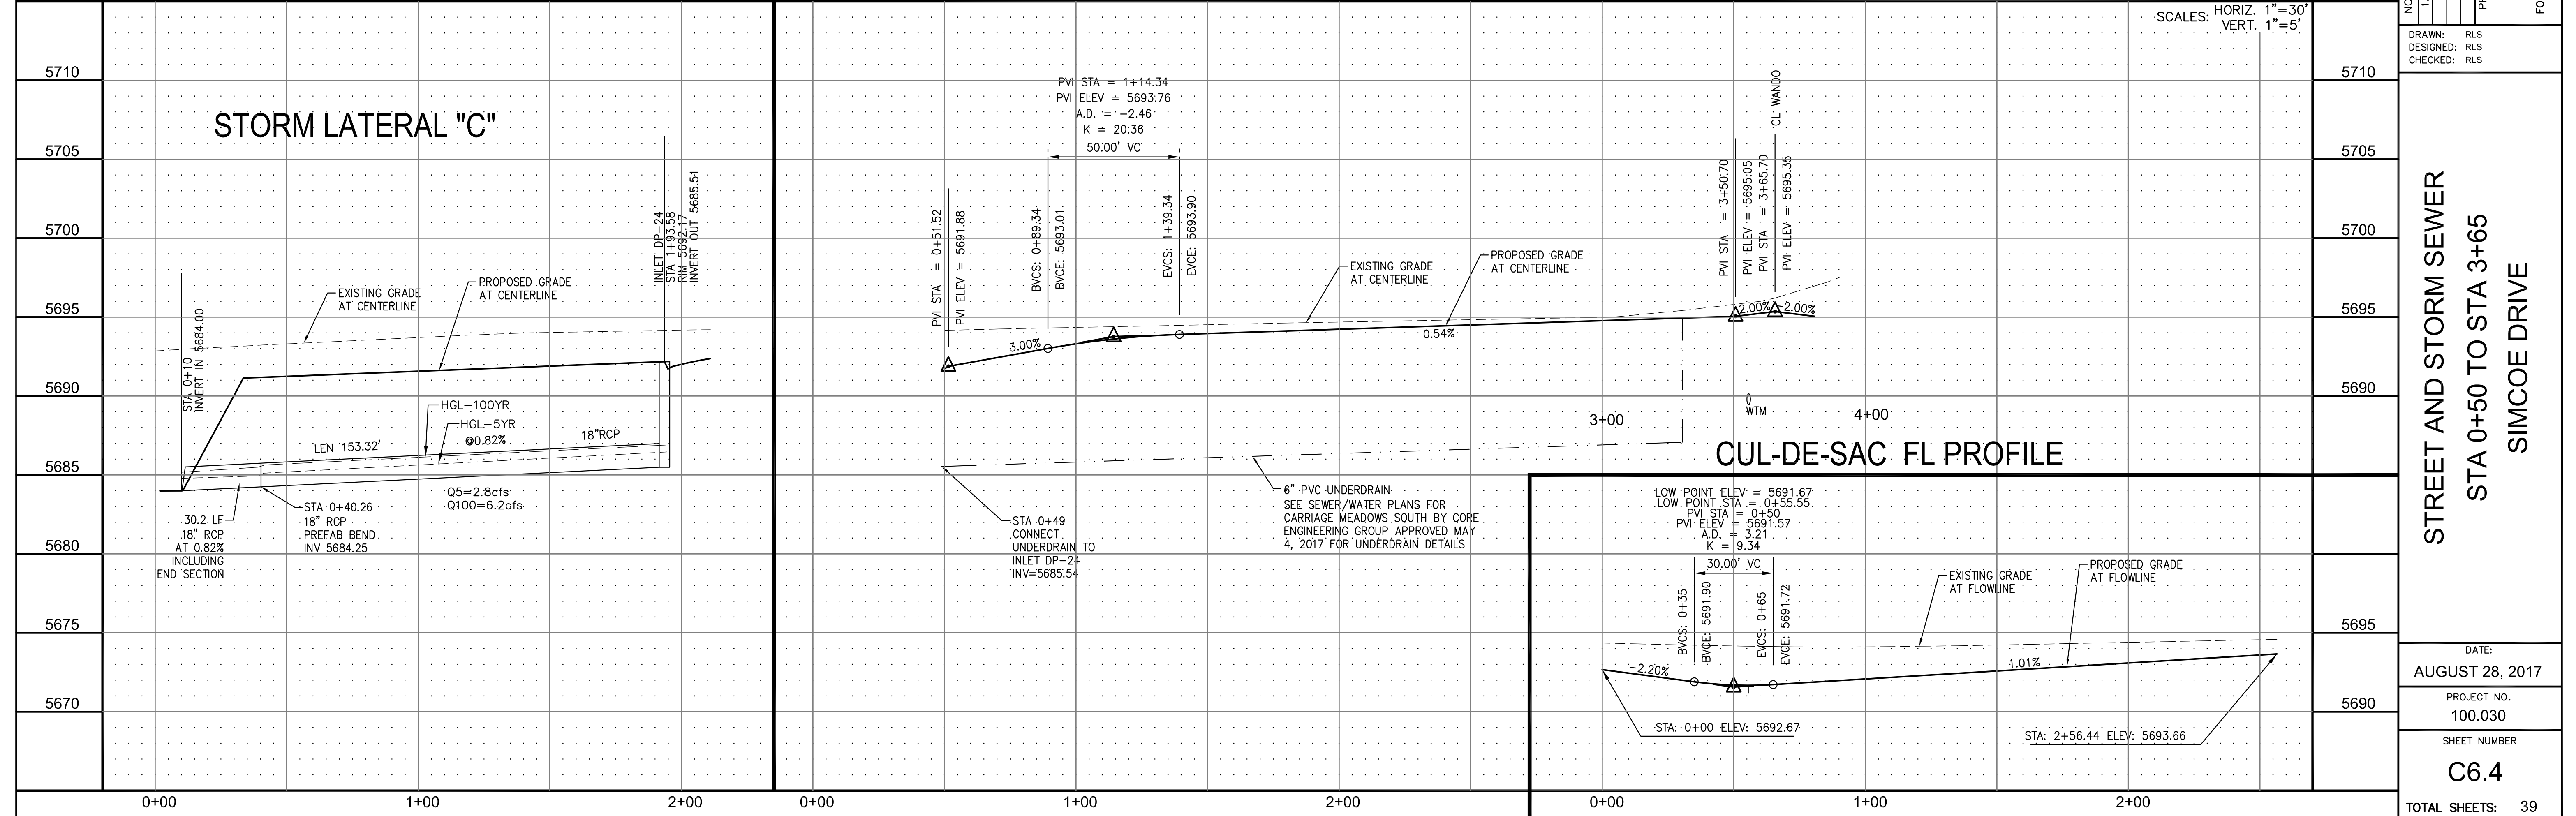 SCALES: HORIZ. 1"=30'
VERT. 1"=5'
5710
5705
5700
5695
5690
5685
5680
5675
5670
STORM LATERAL "C"
STA 0+10
INVERT IN 5684.00
EXISTING GRADE
AT CENTERLINE
PROPOSED GRADE
AT CENTERLINE
INLET DP-24
STA 1+93.58
RIM 5692.17
INVERT OUT 5685.51
HGL-100YR
HGL-5YR
@0.82%
LEN 153.32'
18"RCP
Q5=2.8cfs
Q100=6.2cfs
30.2 LF
18" RCP
AT 0.82%
INCLUDING
END SECTION
STA 0+40.26
18" RCP
PREFAB BEND
INV 5684.25
0+00
1+00
2+00
PVI STA = 1+14.34
PVI ELEV = 5693.76
A.D. = -2.46
K = 20.36
50.00' VC
PVI STA = 0+51.52
PVI ELEV = 5691.88
BVCS: 0+89.34
BVCE: 5693.01
EVCS: 1+39.34
EVCE: 5693.90
3.00%
EXISTING GRADE
AT CENTERLINE
PROPOSED GRADE
AT CENTERLINE
0.54%
PVI STA = 3+50.70
PVI ELEV = 5695.05
PVI STA = 3+65.70
PVI ELEV = 5695.35
CL WANDO
2.00%
-2.00%
WTM
3+00
4+00
STA 0+49
CONNECT
UNDERDRAIN TO
INLET DP-24
INV=5685.54
6" PVC UNDERDRAIN
SEE SEWER/WATER PLANS FOR
CARRIAGE MEADOWS SOUTH BY CORE
ENGINEERING GROUP APPROVED MAY
4, 2017 FOR UNDERDRAIN DETAILS
0+00
1+00
2+00
CUL-DE-SAC FL PROFILE
LOW POINT ELEV = 5691.67
LOW POINT STA = 0+55.55
PVI STA = 0+50
PVI ELEV = 5691.57
A.D. = 3.21
K = 9.34
30.00' VC
BVCS: 0+35
BVCE: 5691.90
EVCS: 0+65
EVCE: 5691.72
EXISTING GRADE
AT FLOWLINE
PROPOSED GRADE
AT FLOWLINE
-2.20%
1.01%
STA: 0+00 ELEV: 5692.67
STA: 2+56.44 ELEV: 5693.66
0+00
1+00
2+00
5710
5705
5700
5695
5690
5685
5680
5695
5690
NO
1.
FO
DRAWN: RLS
DESIGNED: RLS
CHECKED: RLS
STREET AND STORM SEWER
STA 0+50 TO STA 3+65
SIMCOE DRIVE
DATE:
AUGUST 28, 2017
PROJECT NO.
100.030
SHEET NUMBER
C6.4
TOTAL SHEETS: 39